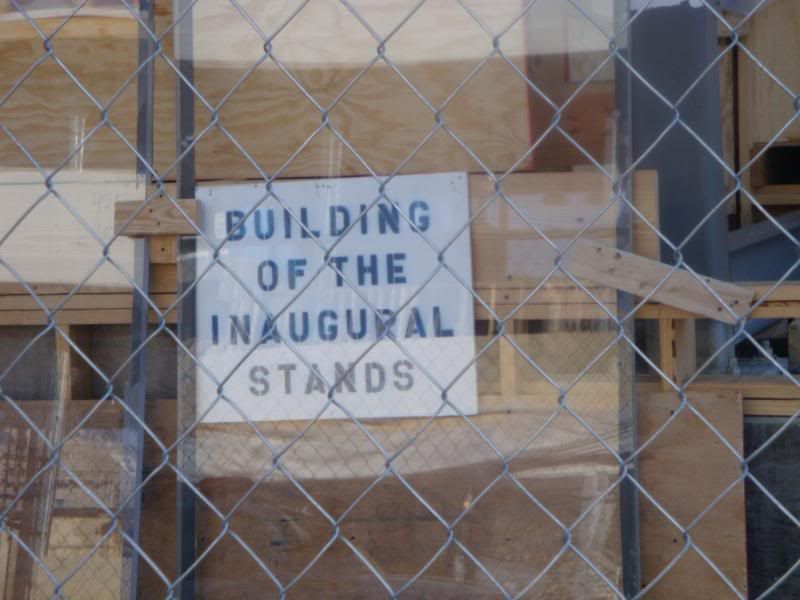 BUILDING
OF THE
INAUGURAL
STANDS